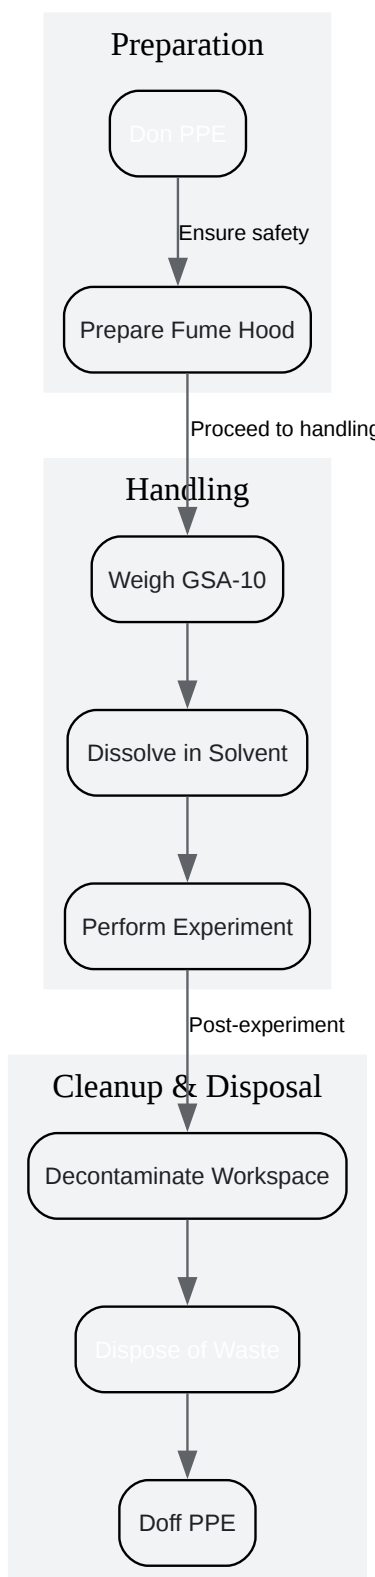 Preparation
Don PPE
Ensure safety
Prepare Fume Hood
Proceed to handling
Handling
Weigh GSA-10
Dissolve in Solvent
Perform Experiment
Post-experiment
Cleanup & Disposal
Decontaminate Workspace
Dispose of Waste
Doff PPE